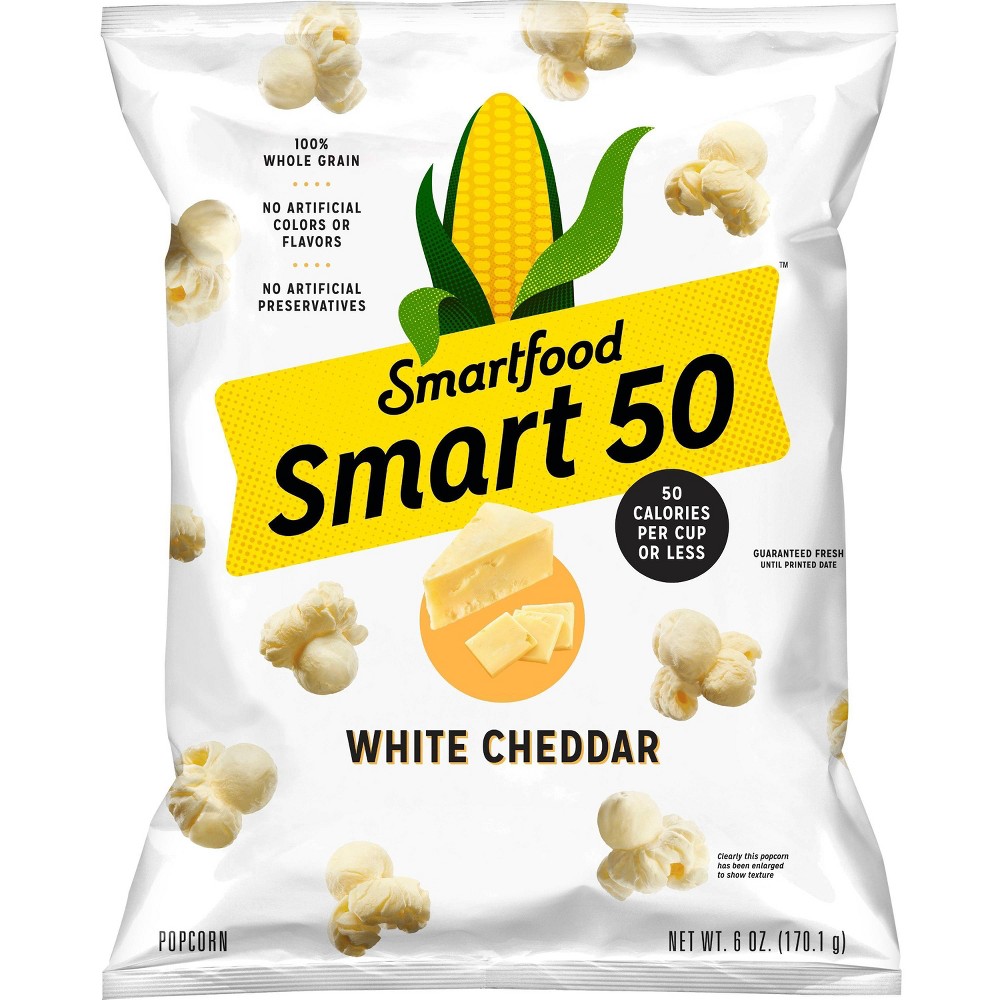 100%
WHOLE GRAIN
NO ARTIFICIAL
COLORS OR
FLAVORS
NO ARTIFICIAL
PRESERVATIVES
TM
Smartfood
Smart 50
50
CALORIES
PER CUP
OR LESS
GUARANTEED FRESH
UNTIL PRINTED DATE
WHITE CHEDDAR
Clearly this popcorn
has been enlarged
to show texture
POPCORN
NET WT. 6 OZ. (170.1 g)